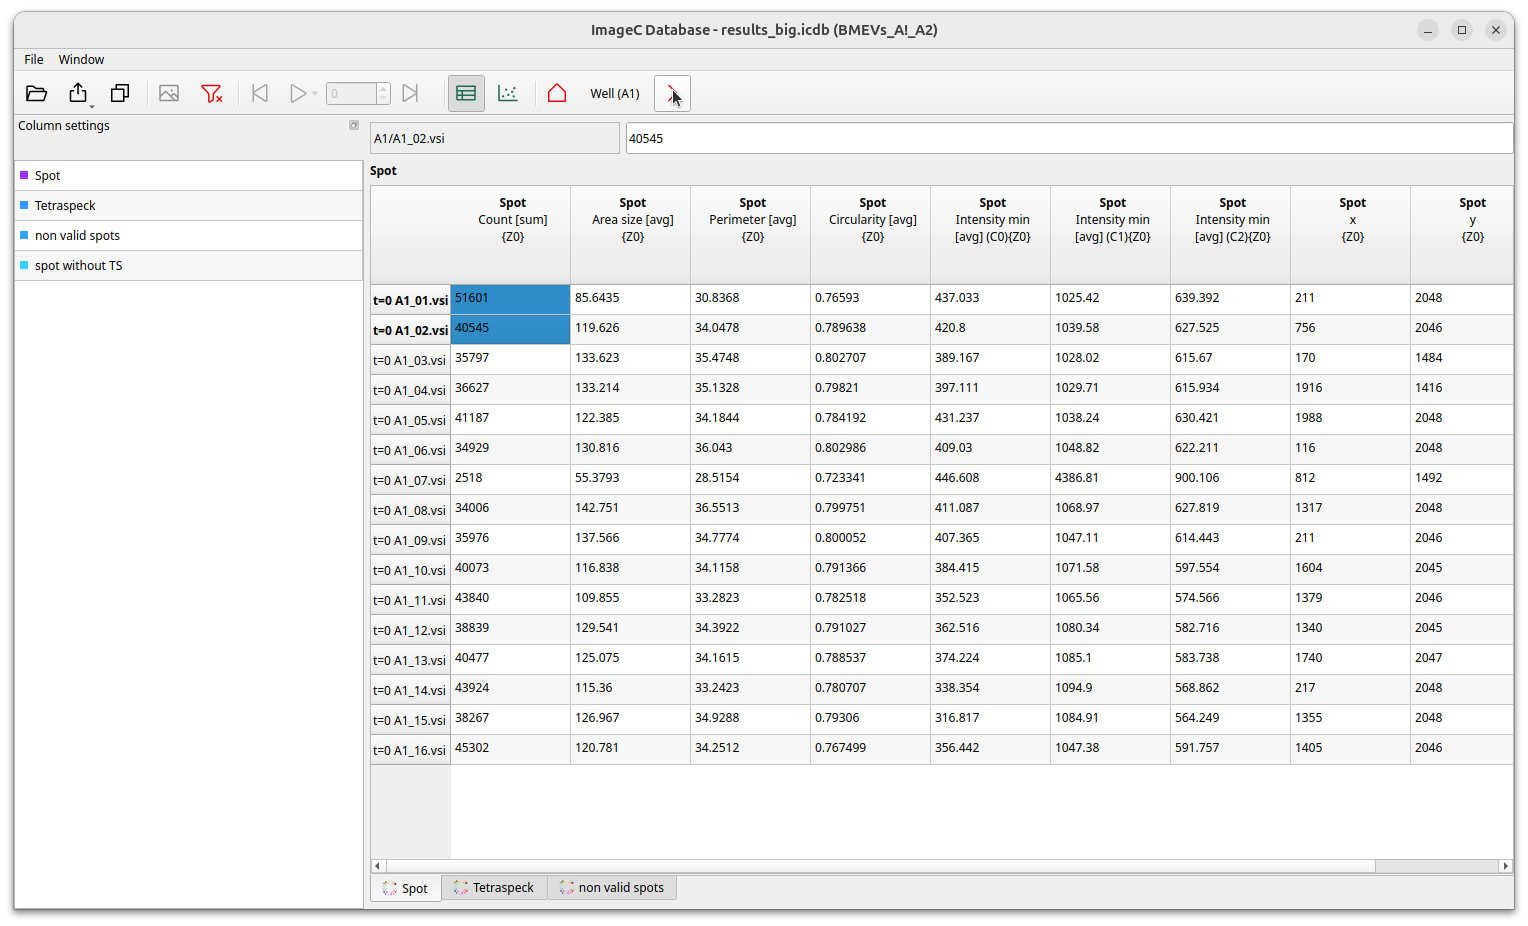 ImageC Database - results_big.icdb (BMEVs_A!_A2)
File Window
0 Well (A1)
Column settings
A1/A1_02.vsi 40545
Spot
Tetraspeck
non valid spots
spot without TS
Spot
Spot Spot Spot Spot Spot Spot Spot Spot Spot
Count [sum] Area size [avg] Perimeter [avg] Circularity [avg] Intensity min Intensity min Intensity min x y
{Z0} {Z0} {Z0} {Z0} [avg] (C0){Z0} [avg] (C1){Z0} [avg] (C2){Z0} {Z0} {Z0}
t=0 A1_01.vsi 51601 85.6435 30.8368 0.76593 437.033 1025.42 639.392 211 2048
t=0 A1_02.vsi 40545 119.626 34.0478 0.789638 420.8 1039.58 627.525 756 2046
t=0 A1_03.vsi 35797 133.623 35.4748 0.802707 389.167 1028.02 615.67 170 1484
t=0 A1_04.vsi 36627 133.214 35.1328 0.79821 397.111 1029.71 615.934 1916 1416
t=0 A1_05.vsi 41187 122.385 34.1844 0.784192 431.237 1038.24 630.421 1988 2048
t=0 A1_06.vsi 34929 130.816 36.043 0.802986 409.03 1048.82 622.211 116 2048
t=0 A1_07.vsi 2518 55.3793 28.5154 0.723341 446.608 4386.81 900.106 812 1492
t=0 A1_08.vsi 34006 142.751 36.5513 0.799751 411.087 1068.97 627.819 1317 2048
t=0 A1_09.vsi 35976 137.566 34.7774 0.800052 407.365 1047.11 614.443 211 2046
t=0 A1_10.vsi 40073 116.838 34.1158 0.791366 384.415 1071.58 597.554 1604 2045
t=0 A1_11.vsi 43840 109.855 33.2823 0.782518 352.523 1065.56 574.566 1379 2046
t=0 A1_12.vsi 38839 129.541 34.3922 0.791027 362.516 1080.34 582.716 1340 2045
t=0 A1_13.vsi 40477 125.075 34.1615 0.788537 374.224 1085.1 583.738 1740 2047
t=0 A1_14.vsi 43924 115.36 33.2423 0.780707 338.354 1094.9 568.862 217 2048
t=0 A1_15.vsi 38267 126.967 34.9288 0.79306 316.817 1084.91 564.249 1355 2048
t=0 A1_16.vsi 45302 120.781 34.2512 0.767499 356.442 1047.38 591.757 1405 2046
Spot Tetraspeck non valid spots